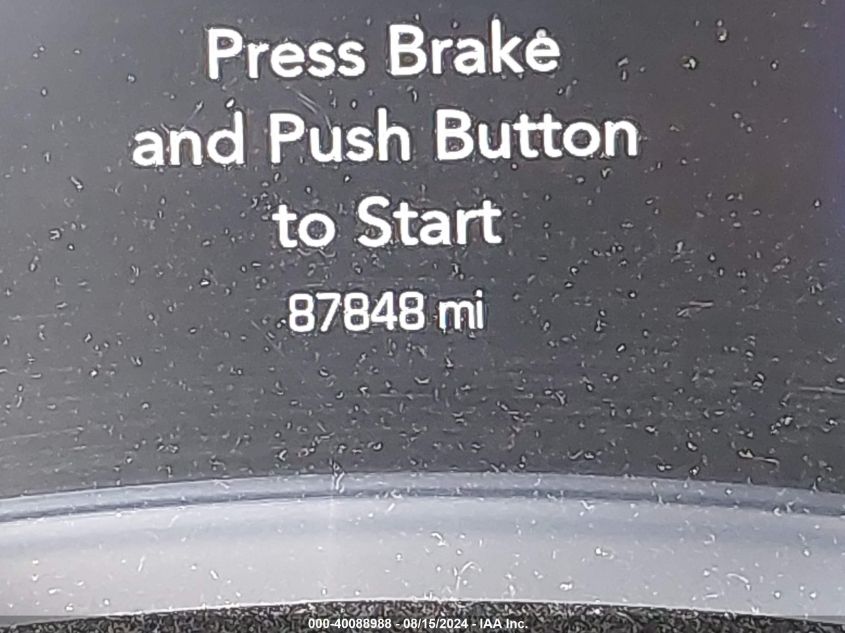 Press Brake
and Push Button
to Start
87848 mi
000-40088988 - 08/15/2024 - IAA Inc.